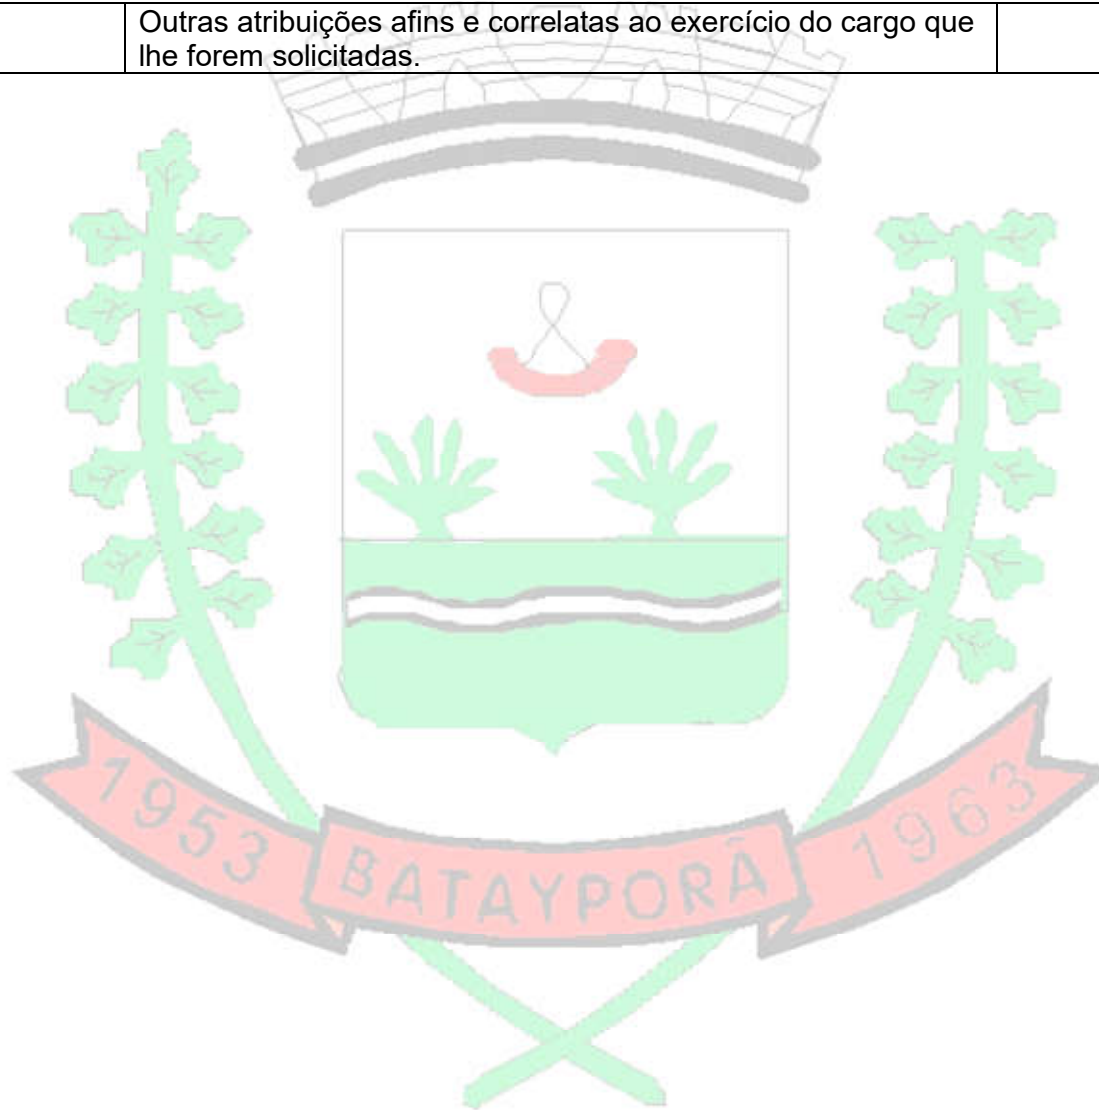 Outras atribuições afins e correlatas ao exercício do cargo que
lhe forem solicitadas.
1953
BATAYPORÃ
1963